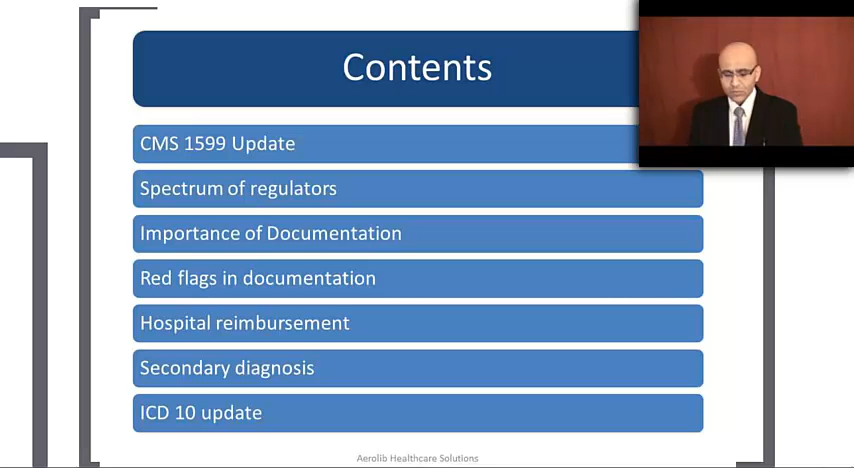 Contents
CMS 1599 Update
Spectrum of regulators
Importance of Documentation
Red flags in documentation
Hospital reimbursement
Secondary diagnosis
ICD 10 update
Aerolib Healthcare Solutions